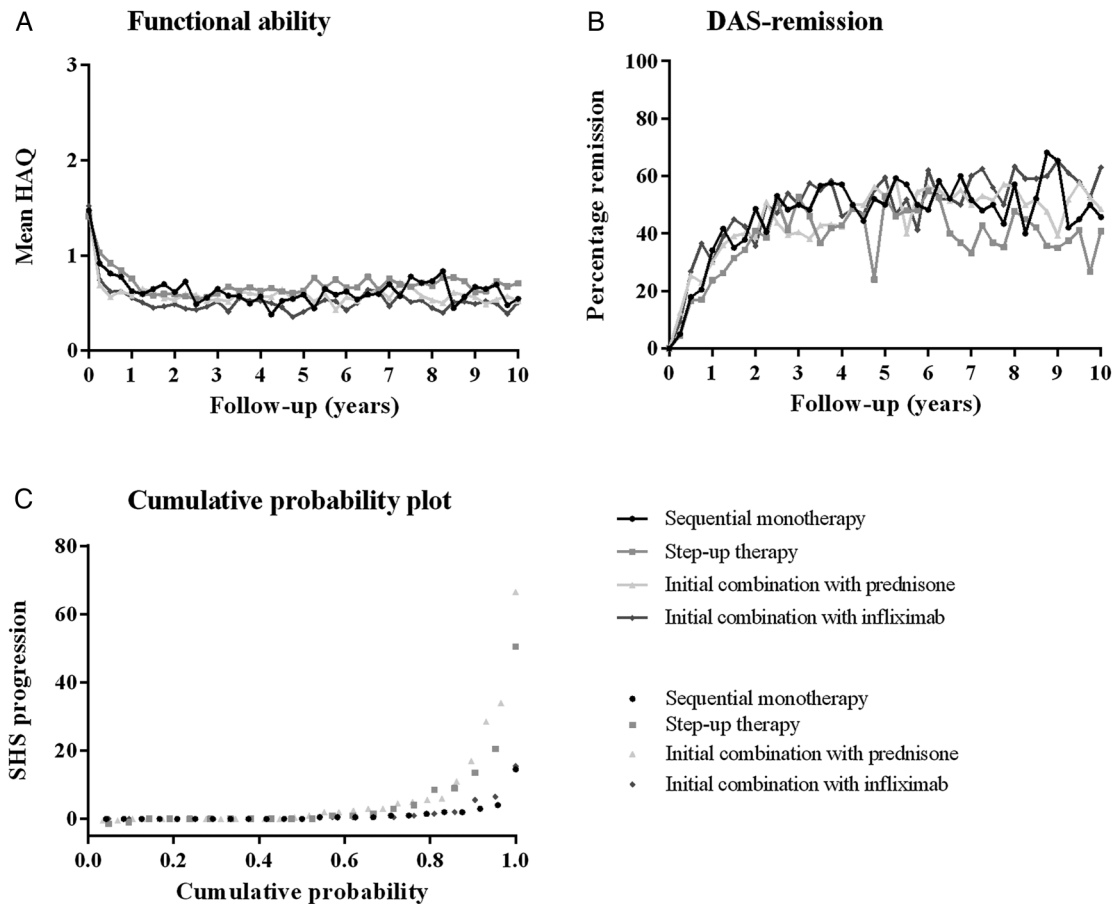 A Functional ability
3
2
1
0
Mean HAQ
0 1 2 3 4 5 6 7 8 9 10
Follow-up (years)
B DAS-remission
100
80
60
40
20
0
Percentage remission
0 1 2 3 4 5 6 7 8 9 10
Follow-up (years)
C Cumulative probability plot
80
60
40
20
0
SHS progression
0.0 0.2 0.4 0.6 0.8 1.0
Cumulative probability
Sequential monotherapy
Step-up therapy
Initial combination with prednisone
Initial combination with infliximab
Sequential monotherapy
Step-up therapy
Initial combination with prednisone
Initial combination with infliximab